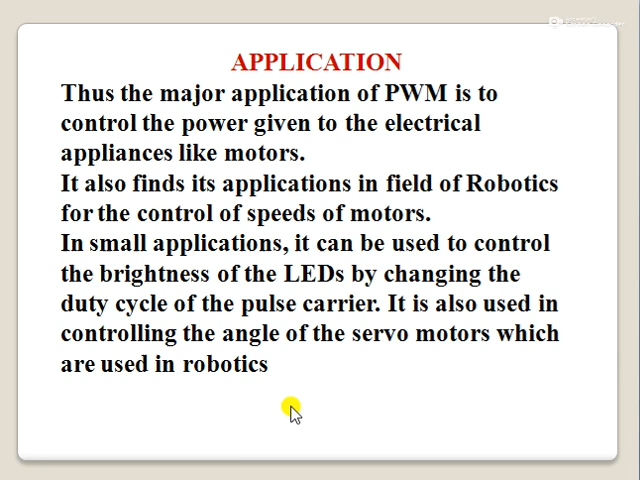 APPLICATION
Thus the major application of PWM is to
control the power given to the electrical
appliances like motors.
It also finds its applications in field of Robotics
for the control of speeds of motors.
In small applications, it can be used to control
the brightness of the LEDs by changing the
duty cycle of the pulse carrier. It is also used in
controlling the angle of the servo motors which
are used in robotics